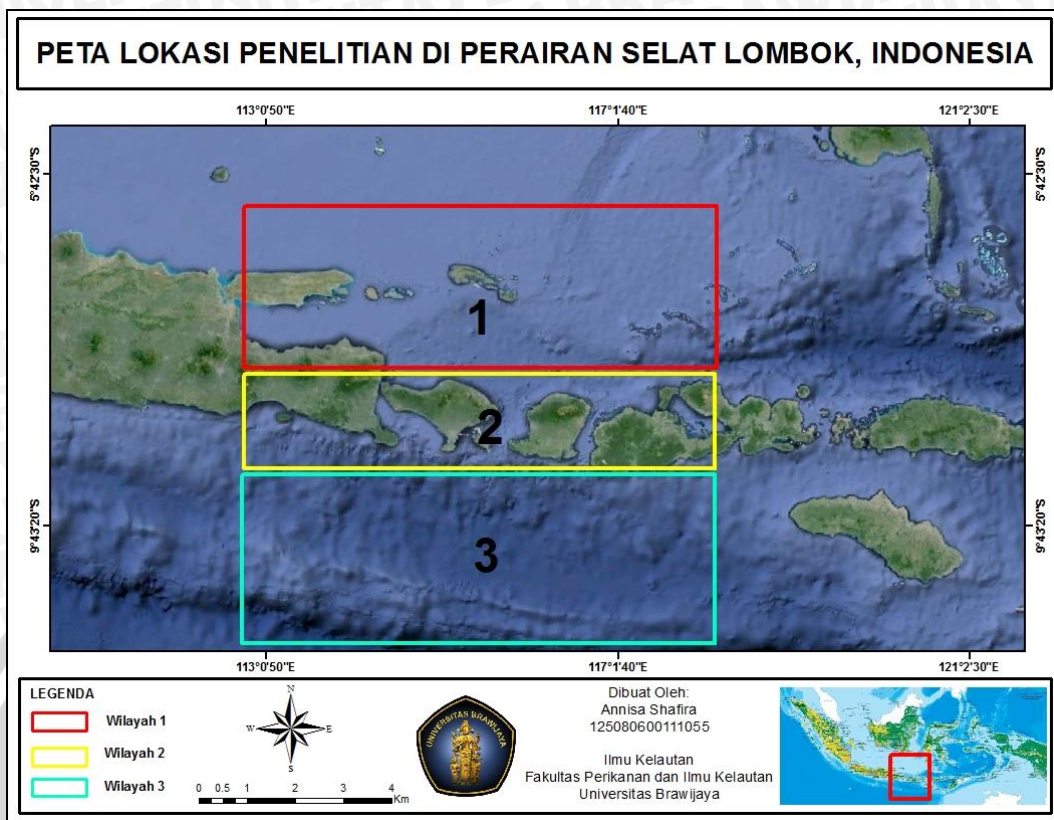 PETA LOKASI PENELITIAN DI PERAIRAN SELAT LOMBOK, INDONESIA
113°0'50"E 117°1'40"E 121°2'30"E
5°42'30"S 5°42'30"S
1
2
9°43'20"S 9°43'20"S
3
113°0'50"E 117°1'40"E 121°2'30"E
LEGENDA
Wilayah 1
Wilayah 2
Wilayah 3
N
W E
S
0 0.5 1 2 3 4
Km
UNIVERSITAS BRAWIJAYA
Dibuat Oleh:
Annisa Shafira
125080600111055
Ilmu Kelautan
Fakultas Perikanan dan Ilmu Kelautan
Universitas Brawijaya